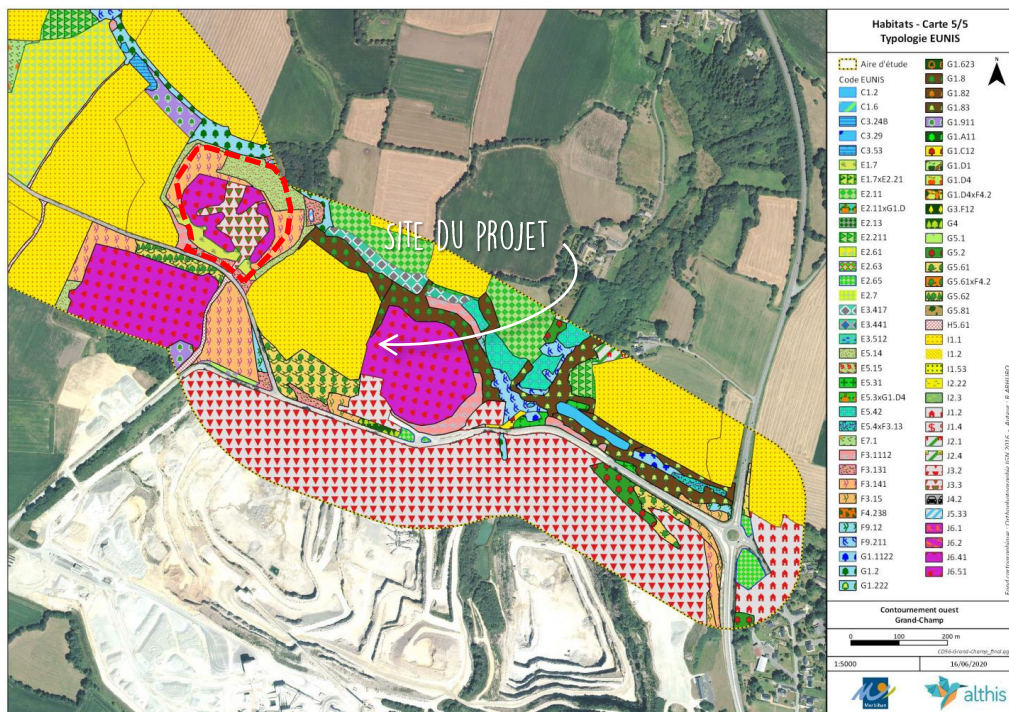 SITE DU PROJET
Habitats - Carte 5/5
Typologie EUNIS
N
Aire d'étude
Code EUNIS
C1.2
C1.6
C3.24B
C3.29
C3.53
E1.7
E1.7xE2.21
E2.11
E2.11xG1.D
E2.13
E2.211
E2.61
E2.63
E2.65
E2.7
E3.417
E3.441
E3.512
E5.14
E5.15
E5.31
E5.3xG1.D4
E5.42
E5.4xF3.13
E7.1
F3.1112
F3.131
F3.141
F3.15
F4.238
F9.12
F9.211
G1.1122
G1.2
G1.222
G1.623
G1.8
G1.82
G1.83
G1.911
G1.A11
G1.C12
G1.D1
G1.D4
G1.D4xF4.2
G3.F12
G4
G5.1
G5.2
G5.61
G5.61xF4.2
G5.62
G5.81
H5.61
I1.1
I1.2
I1.53
I2.22
I2.3
J1.2
J1.4
J2.1
J2.4
J3.2
J3.3
J4.2
J5.33
J6.1
J6.2
J6.41
J6.51
Contournement ouest
Grand-Champ
0 100 200 m
1:5000
16/06/2020
Morbihan
althis